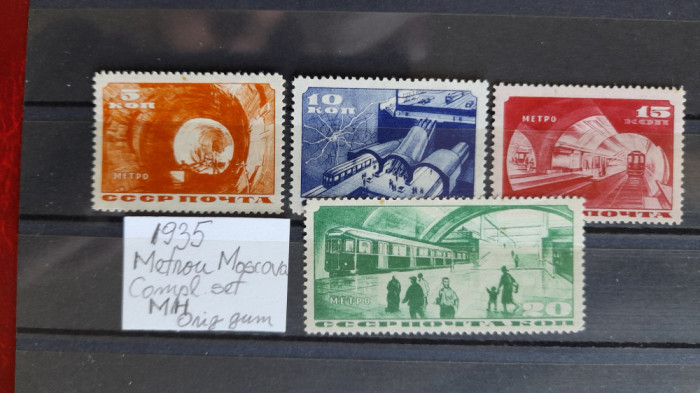 5
КОП
МЕТРО
СССР ПОЧТА
10
КОП
15
КОП
МЕТРО
ПОЧТА
МЕТРО
20
СССР ПОЧТА КОП
1935
Metrou Moscova
Compl. set
MH
orig gum